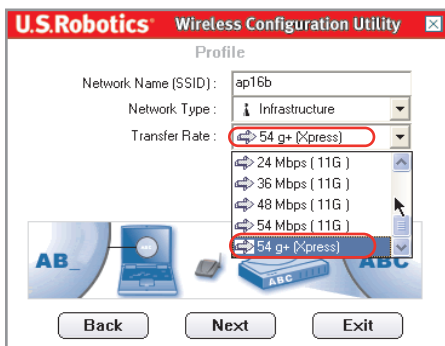 U.S.Robotics® Wireless Configuration Utility
Profile
Network Name (SSID) : ap16b
Network Type : Infrastructure
Transfer Rate : 54 g+ (Xpress)
24 Mbps ( 11G )
36 Mbps ( 11G )
48 Mbps ( 11G )
54 Mbps ( 11G )
54 g+ (Xpress)
AB_ ABC ABC
Back Next Exit